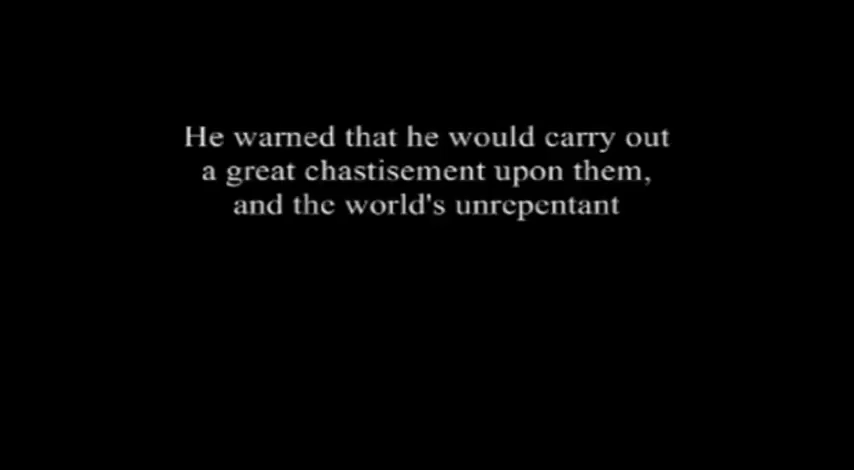 He warned that he would carry out
a great chastisement upon them,
and the world's unrepentant